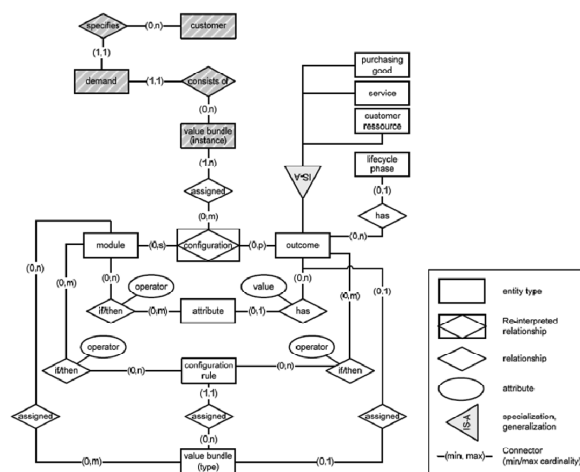 specifies
(0,n)
customer
(1,1)
demand
(1,1)
consists of
(0,n)
value bundle
(instance)
(1,n)
assigned
(0,m)
purchasing
good
service
customer
ressource
lifecycle
phase
(0,1)
has
(0,n)
IS-A
module
(0,s)
configuration
(0,p)
outcome
(0,n)
(0,m)
(0,n)
operator
if/then
(0,m)
attribute
(0,1)
value
has
(0,n)
(0,m)
(0,1)
operator
if/then
(0,n)
configuration
rule
(0,n)
operator
if/then
(1,1)
assigned
assigned
assigned
(0,n)
(0,m)
value bundle
(type)
(0,1)
entity type
Re-interpreted
relationship
relationship
attribute
IS-A
specialization,
generalization
(min, max)
Connector
(min/max cardinality)